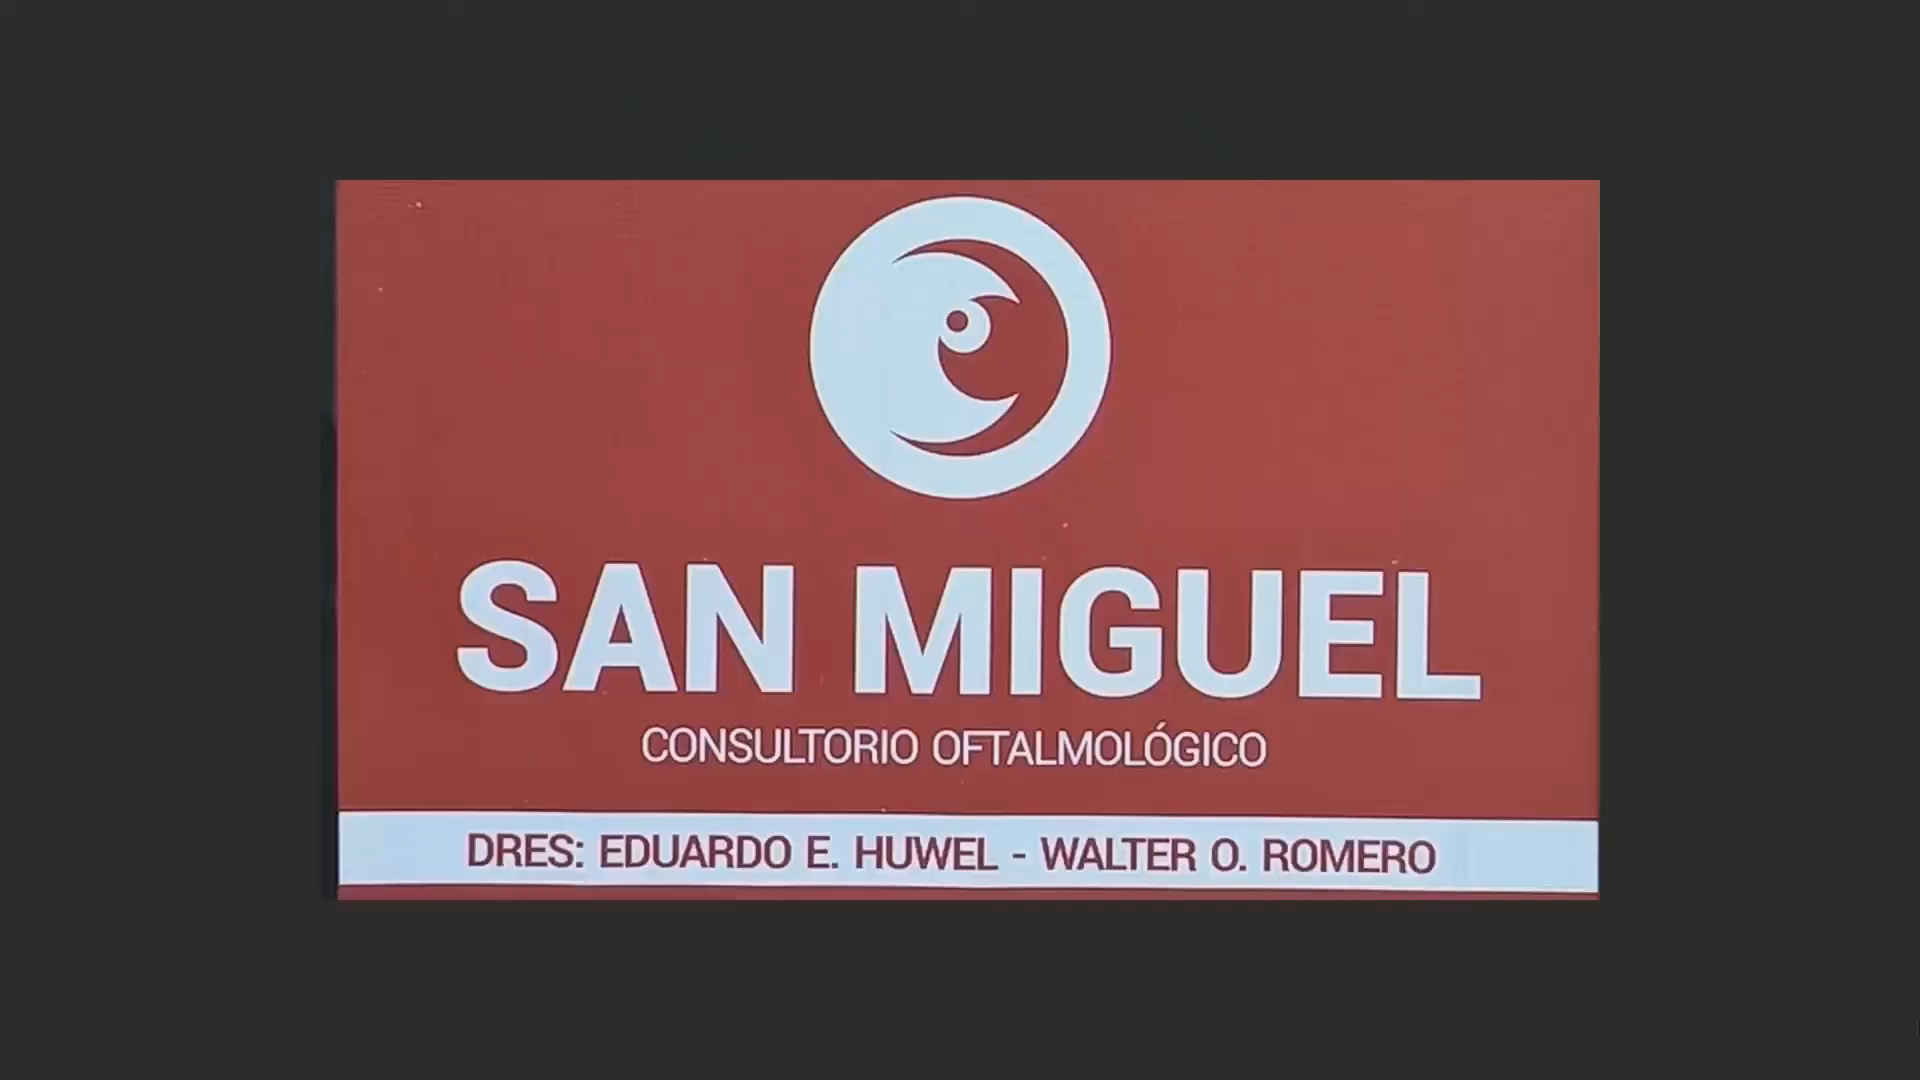 SAN MIGUEL
CONSULTORIO OFTALMOLÓGICO
DRES: EDUARDO E. HUWEL - WALTER O. ROMERO